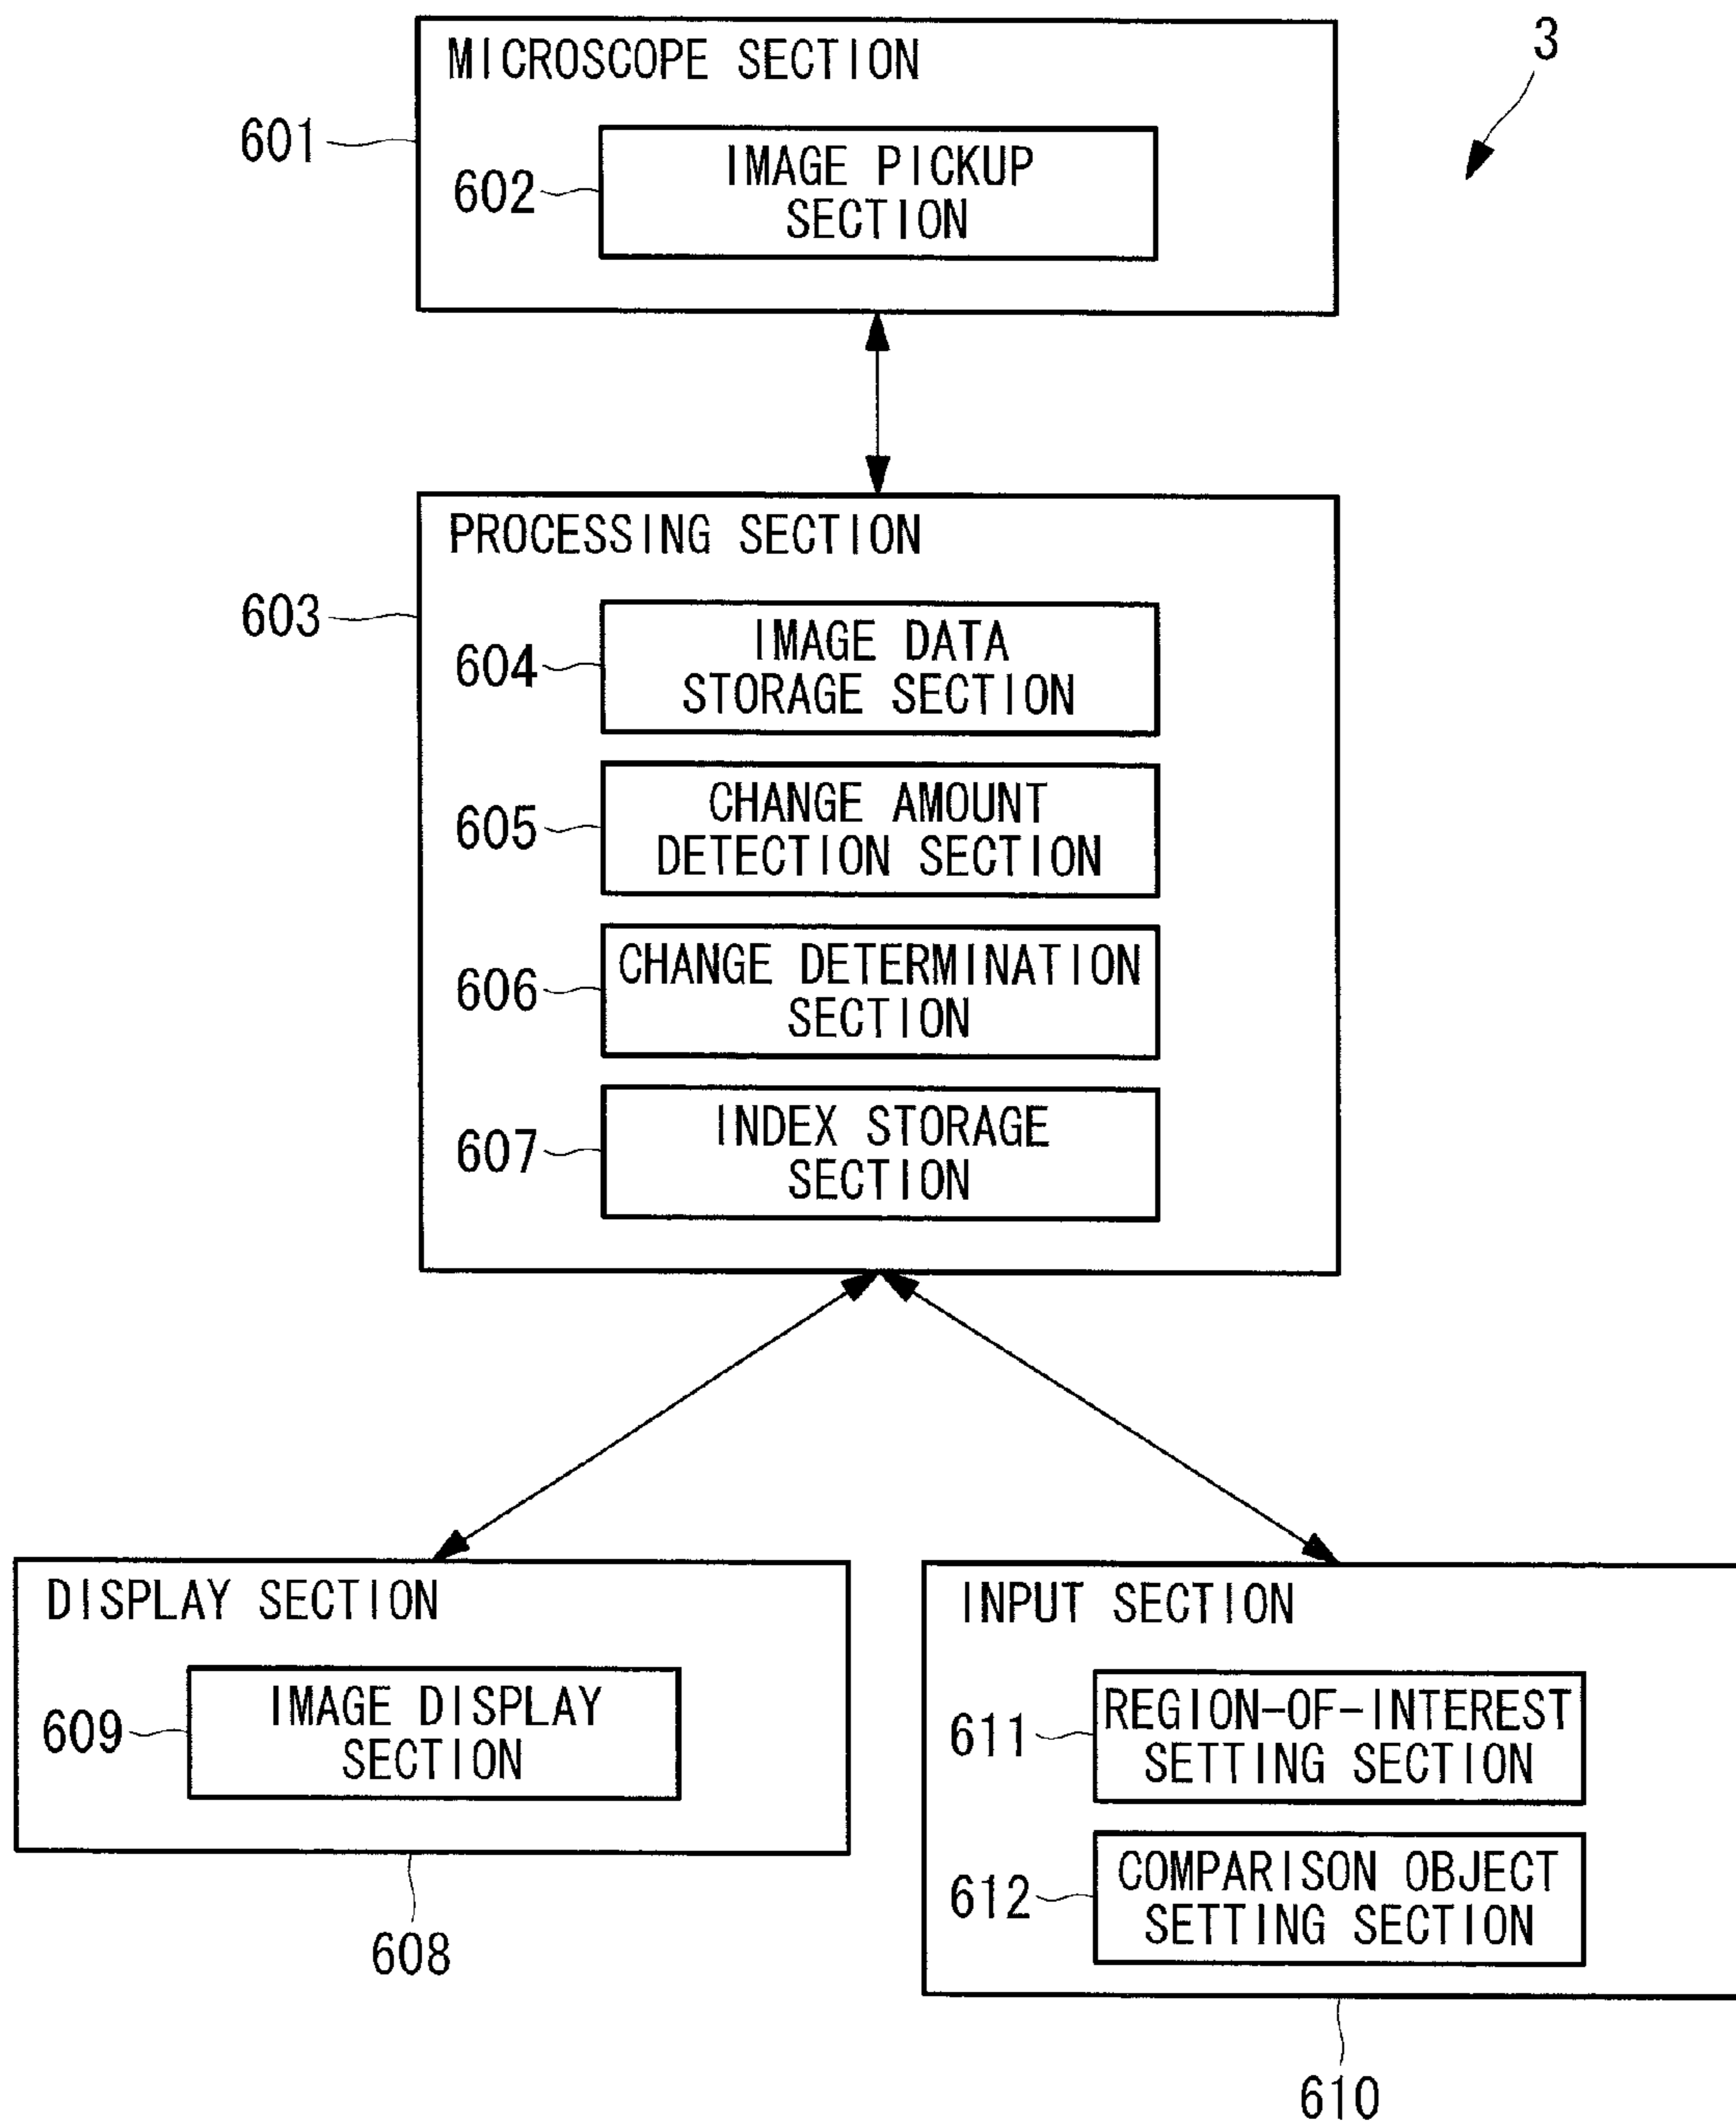 3
MICROSCOPE SECTION
601
602
IMAGE PICKUP
SECTION
PROCESSING SECTION
603
604
IMAGE DATA
STORAGE SECTION
605
CHANGE AMOUNT
DETECTION SECTION
606
CHANGE DETERMINATION
SECTION
607
INDEX STORAGE
SECTION
DISPLAY SECTION
609
IMAGE DISPLAY
SECTION
608
INPUT SECTION
611
REGION-OF-INTEREST
SETTING SECTION
612
COMPARISON OBJECT
SETTING SECTION
610